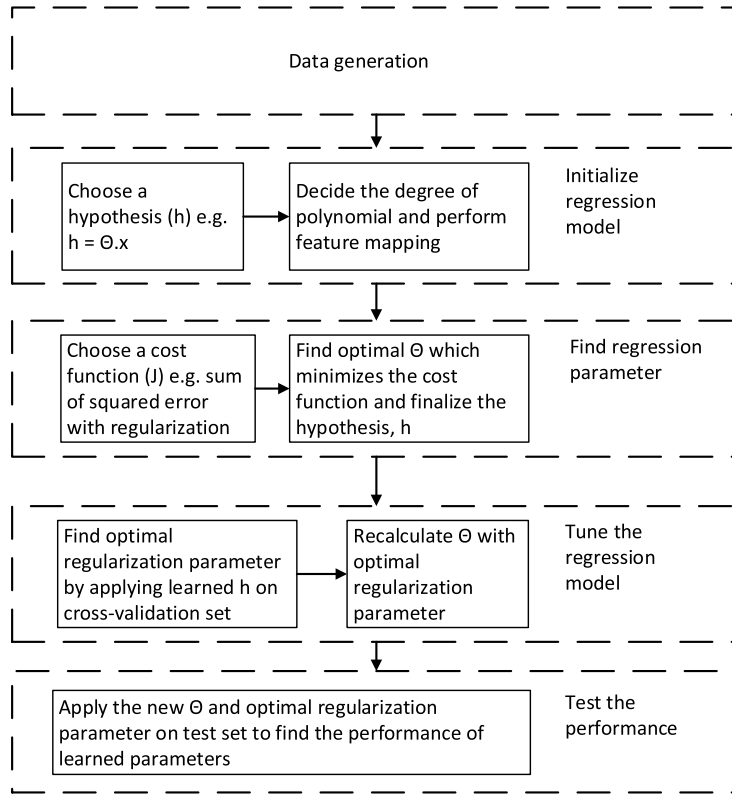 Data generation
Choose a
hypothesis (h) e.g.
h = Θ.x
Decide the degree of
polynomial and perform
feature mapping
Initialize
regression
model
Choose a cost
function (J) e.g. sum
of squared error
with regularization
Find optimal Θ which
minimizes the cost
function and finalize the
hypothesis, h
Find regression
parameter
Find optimal
regularization parameter
by applying learned h on
cross-validation set
Recalculate Θ with
optimal
regularization
parameter
Tune the
regression
model
Apply the new Θ and optimal regularization
parameter on test set to find the performance of
learned parameters
Test the
performance